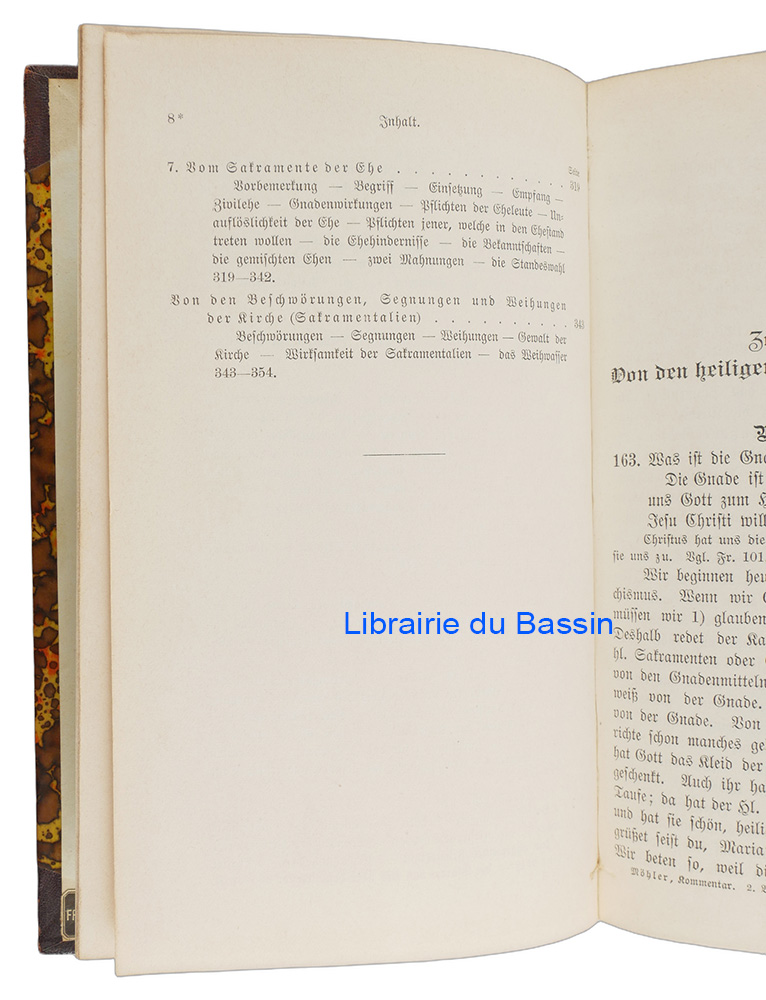 8* Inhalt.
Seite
7. Vom Sakramente der Ehe . . . . . . . . . . . . 319
Vorbemerkung — Begriff — Einsetzung — Empfang —
Zivilehe — Gnadenwirkungen — Pflichten der Eheleute — Un-
auflöslichkeit der Ehe — Pflichten jener, welche in den Ehestand
treten wollen — die Ehehindernisse — die Bekanntschaften —
die gemischten Ehen — zwei Mahnungen — die Standeswahl
319—342.
Von den Beschwörungen, Segnungen und Weihungen
der Kirche (Sakramentalien) . . . . . . . . . . 343
Beschwörungen — Segnungen — Weihungen — Gewalt der
Kirche — Wirksamkeit der Sakramentalien — das Weihwasser
343—354.
Librairie du Bassin
Von den heiligen
163. Was ist die
Die Gnade ist
uns Gott zum
Jesu Christi
Christus hat uns die
sie uns zu. Vgl. Fr. 101
Wir beginnen
chismus. Wenn wir
müssen wir 1) glauben
Deshalb redet der
hl. Sakramenten oder
von den
weiß von der Gnade.
von der Gnade. Von
richte schon manches
hat Gott das Kleid der
geschenkt. Auch ihr
Taufe; da hat der Hl.
und hat sie schön,
grüßet seist du, Maria
Wir beten so, weil
Möhler, Kommentar. 2.